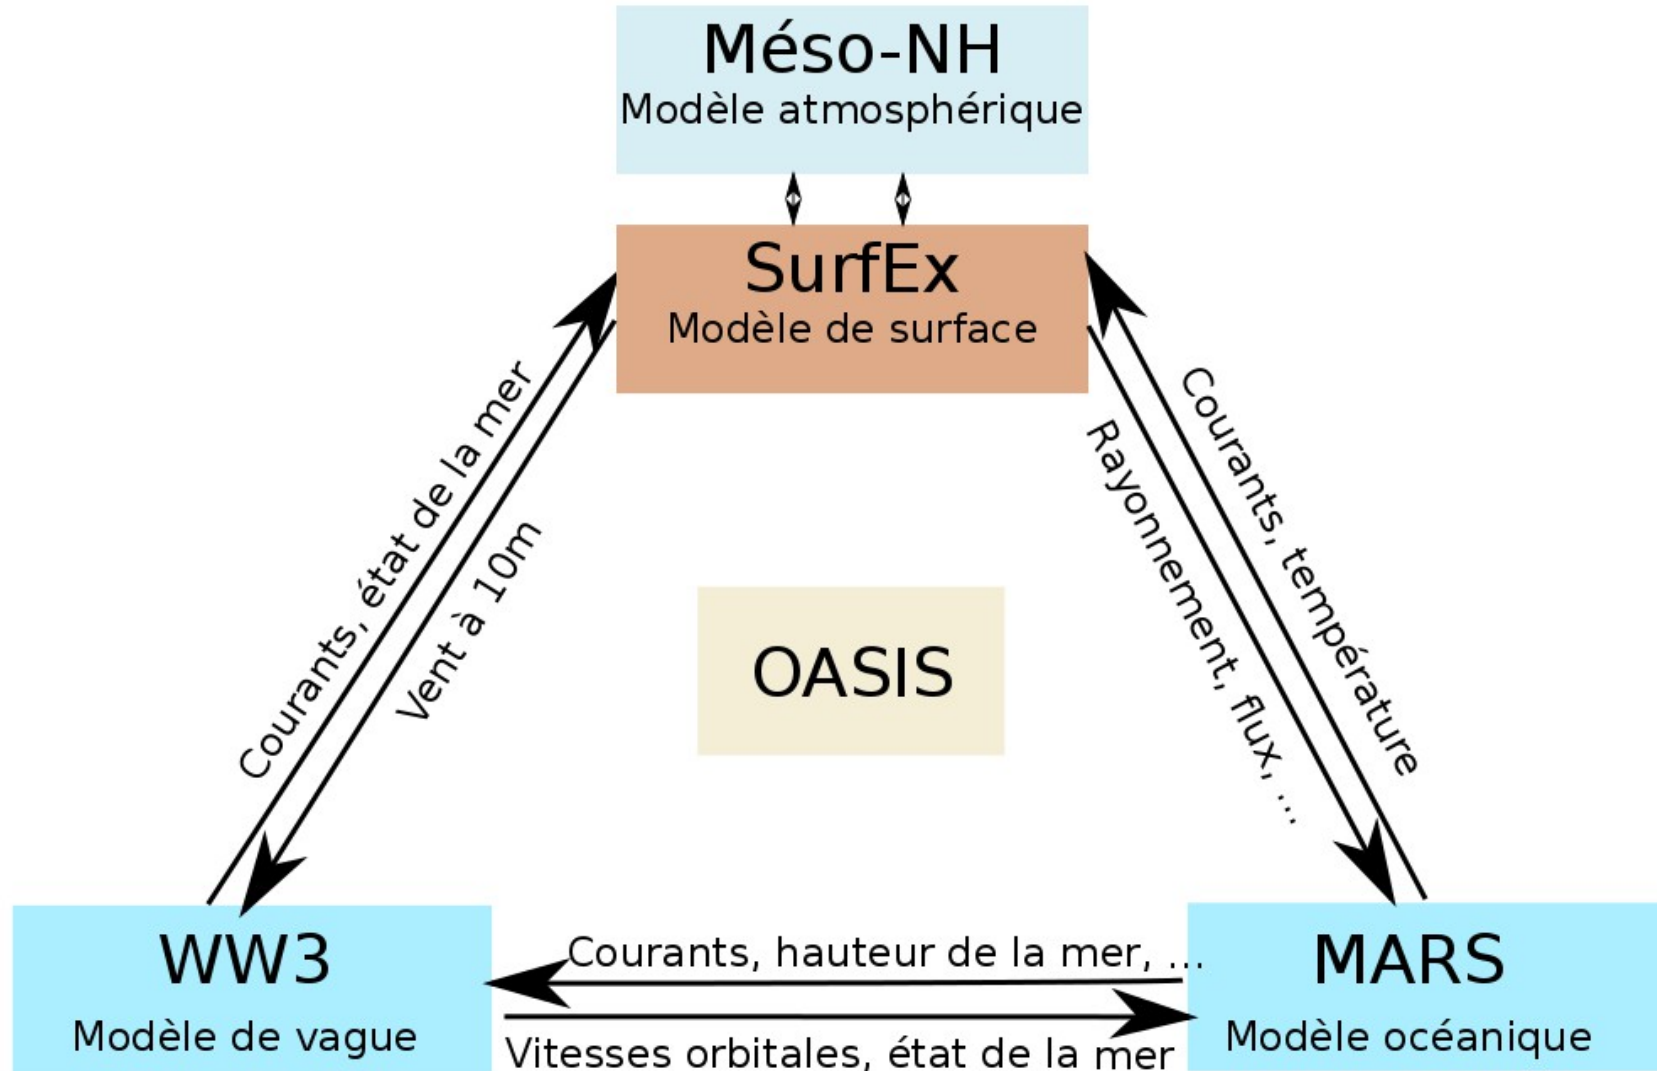 Méso-NH
Modèle atmosphérique
SurfEx
Modèle de surface
Courants, état de la mer
Vent à 10m
Rayonnement, flux, ...
Courants, température
OASIS
WW3
Modèle de vague
Courants, hauteur de la mer, ...
Vitesses orbitales, état de la mer
MARS
Modèle océanique